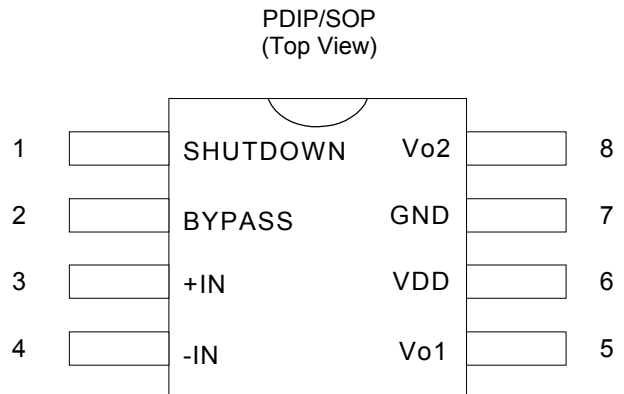 PDIP/SOP
(Top View)
1 SHUTDOWN Vo2 8
2 BYPASS GND 7
3 +IN VDD 6
4 -IN Vo1 5